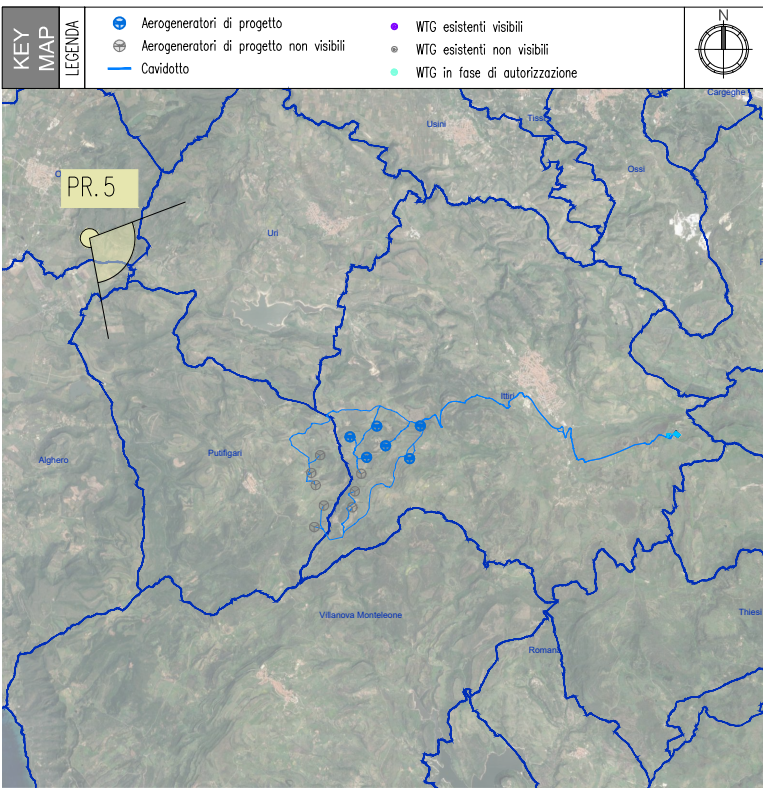 KEY MAP
LEGENDA
Aerogeneratori di progetto
Aerogeneratori di progetto non visibili
Cavidotto
WTG esistenti visibili
WTG esistenti non visibili
WTG in fase di autorizzazione
N
Cargeghe
Usini
Tissi
Ossi
PR.5
Uri
Ittiri
Alghero
Putifigari
Villanova Monteleone
Thiesi
Romana